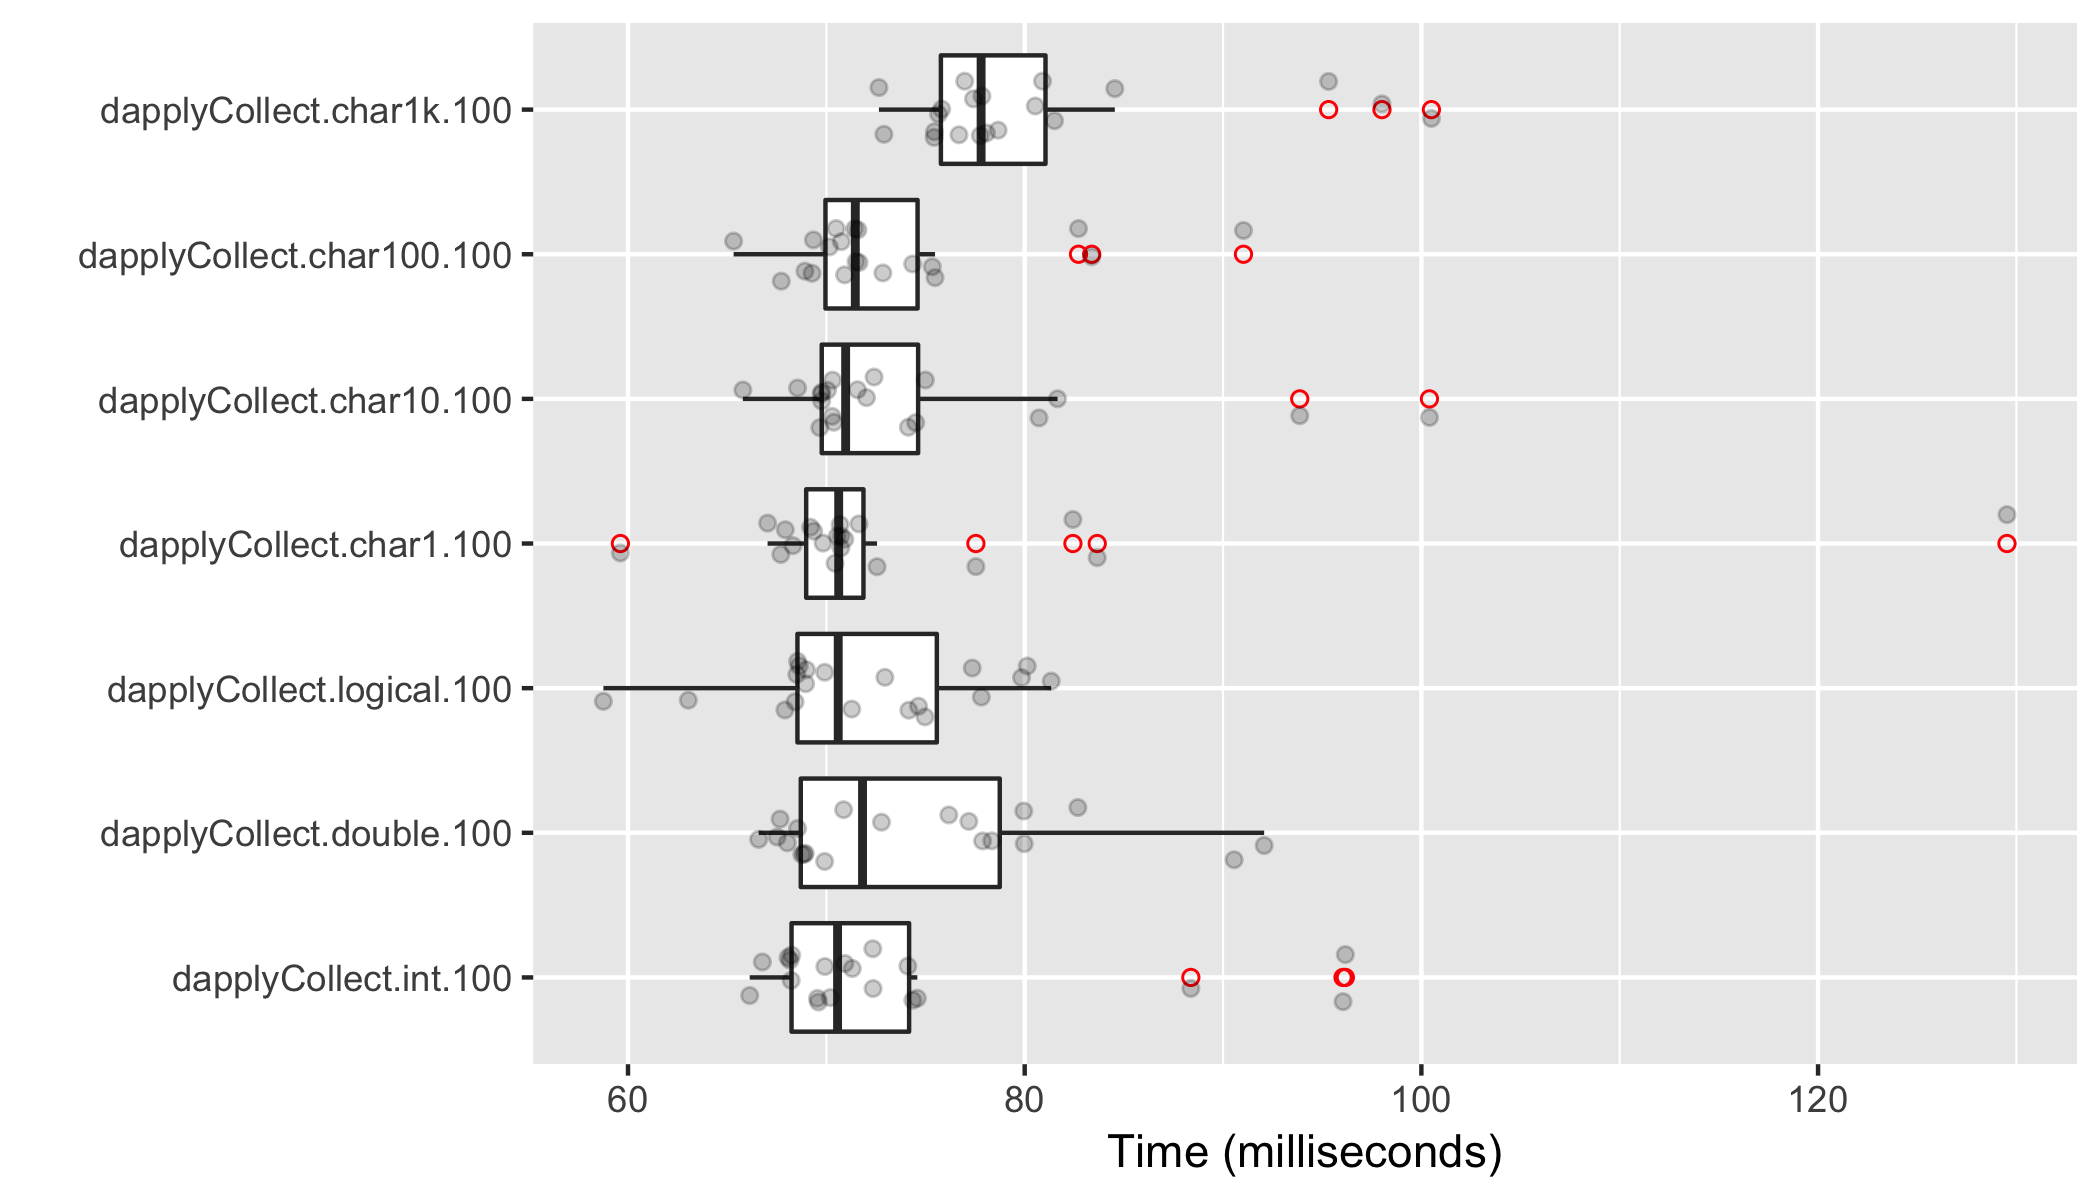 dapplyCollect.char1k.100
dapplyCollect.char100.100
dapplyCollect.char10.100
dapplyCollect.char1.100
dapplyCollect.logical.100
dapplyCollect.double.100
dapplyCollect.int.100
60 80 100 120
Time (milliseconds)